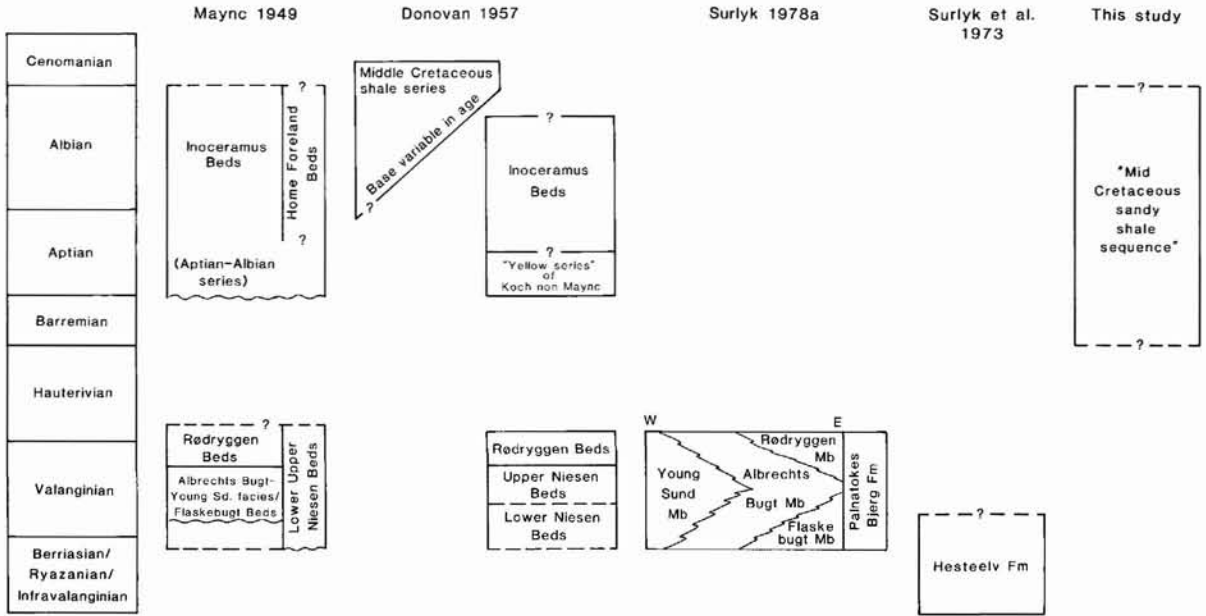 Maync 1949
Donovan 1957
Surlyk 1978a
Surlyk et al.
1973
This study
Cenomanian
Albian
Aptian
Barremian
Hauterivian
Valanginian
Berriasian/
Ryazanian/
Infravalanginian
?
Inoceramus
Beds
Home Foreland
Beds
?
(Aptian-Albian
series)
?
Rødryggen
Beds
Albrechts Bugt-
Young Sd. facies/
Flaskebugt Beds
Lower Upper
Niesen Beds
Middle Cretaceous
shale series
Base variable in age
?
?
Inoceramus
Beds
?
"Yellow series"
of
Koch non Maync
Rødryggen Beds
Upper Niesen
Beds
Lower Niesen
Beds
W
E
Young
Sund
Mb
Albrechts
Bugt Mb
Rødryggen
Mb
Flaske
bugt Mb
Palnatokes
Bjerg Fm
?
Hesteelv Fm
?
"Mid
Cretaceous
sandy
shale
sequence"
?